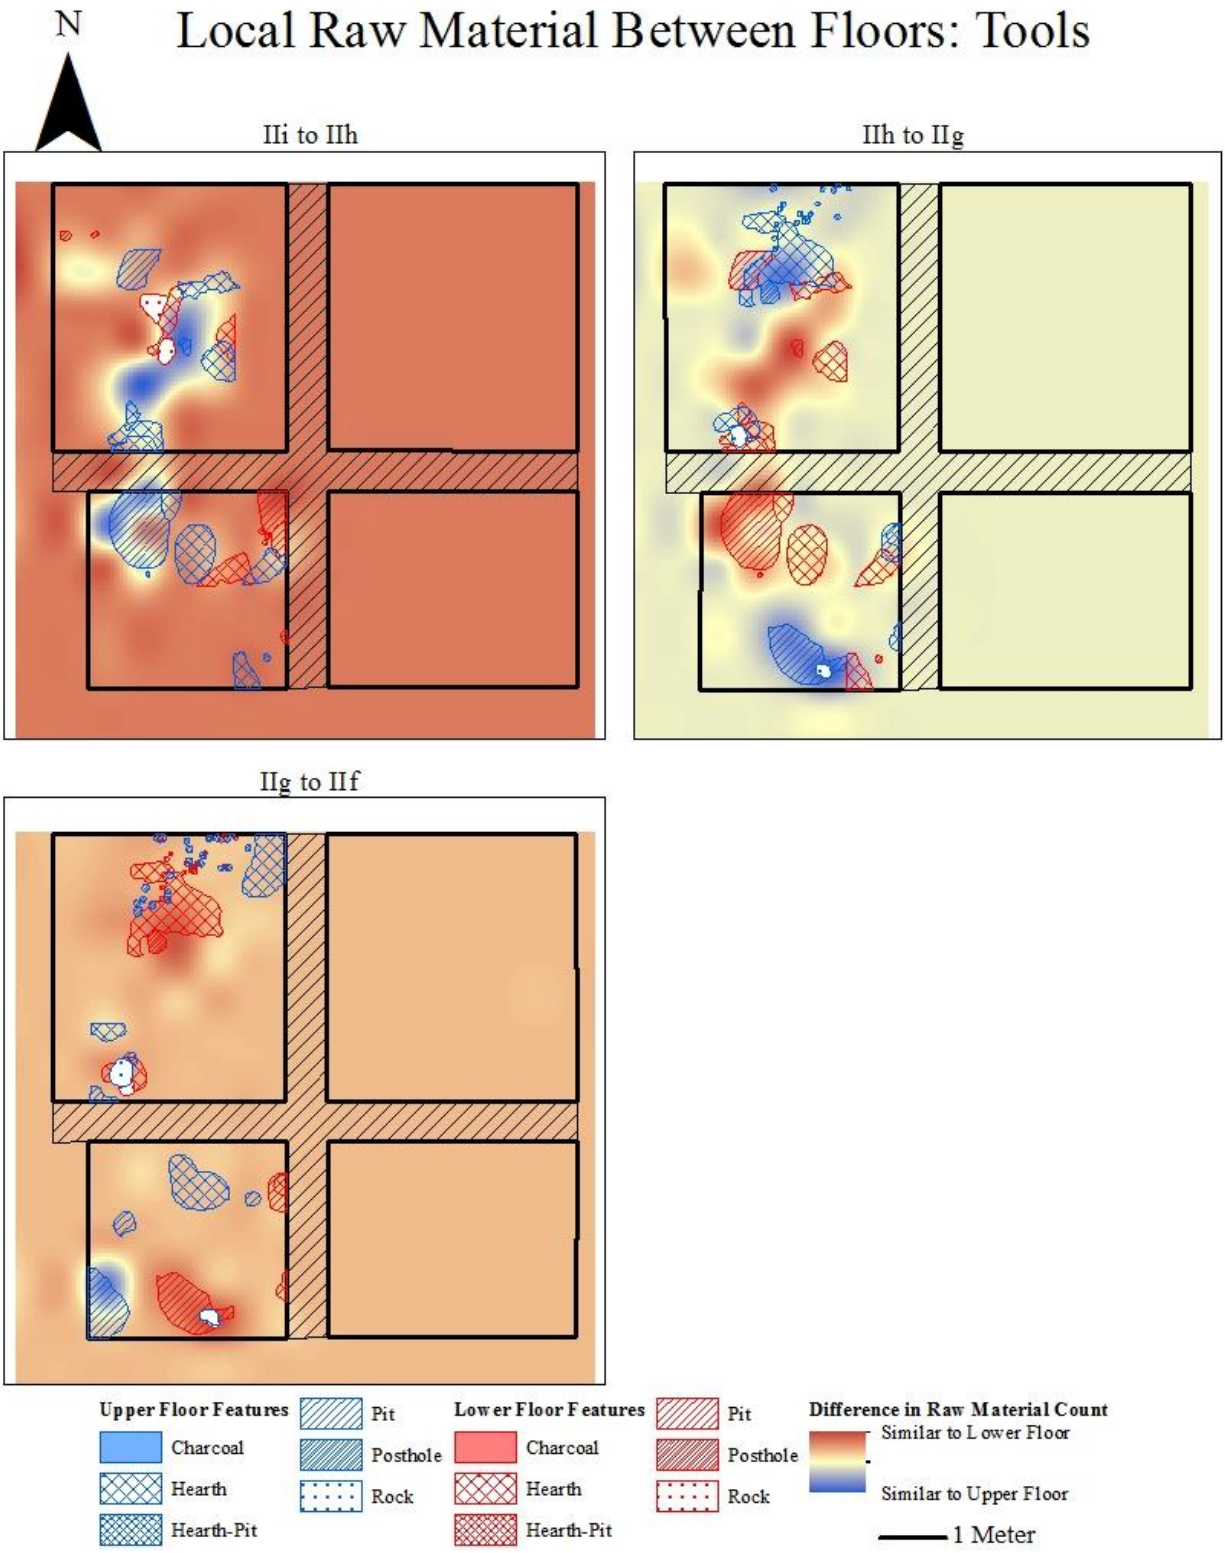 N
Local Raw Material Between Floors: Tools
IIi to IIh
IIh to IIg
IIg to IIf
Upper Floor Features
Charcoal
Hearth
Hearth-Pit
Pit
Posthole
Rock
Lower Floor Features
Charcoal
Hearth
Hearth-Pit
Pit
Posthole
Rock
Difference in Raw Material Count
Similar to Lower Floor
Similar to Upper Floor
1 Meter